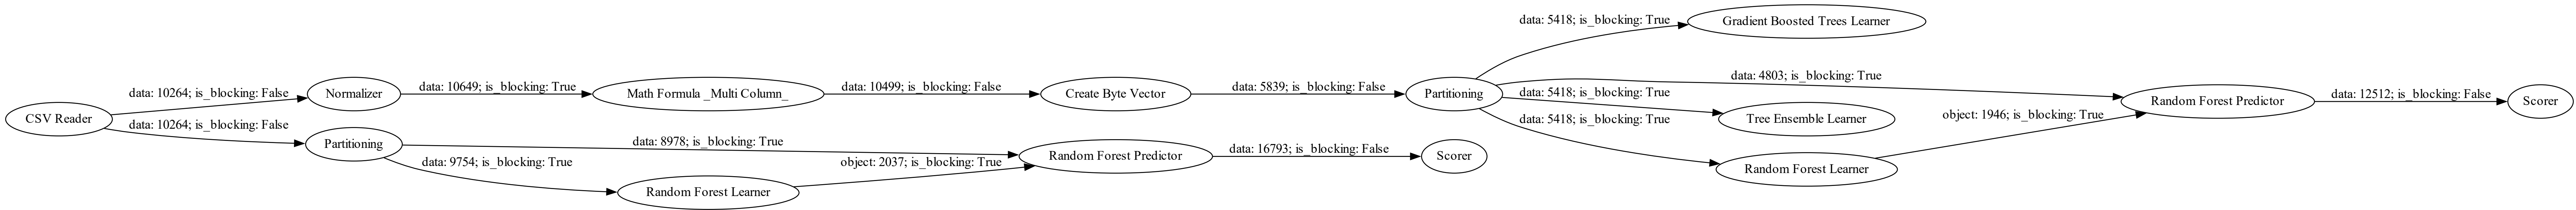 data: 5418; is_blocking: True
Gradient Boosted Trees Learner
data: 10264; is_blocking: False
Normalizer
data: 10649; is_blocking: True
Math Formula _Multi Column_
data: 10499; is_blocking: False
Create Byte Vector
data: 5839; is_blocking: False
Partitioning
data: 4803; is_blocking: True
Random Forest Predictor
data: 12512; is_blocking: False
Scorer
data: 5418; is_blocking: True
Tree Ensemble Learner
data: 5418; is_blocking: True
Random Forest Learner
object: 1946; is_blocking: True
CSV Reader
data: 10264; is_blocking: False
Partitioning
data: 8978; is_blocking: True
data: 9754; is_blocking: True
Random Forest Learner
object: 2037; is_blocking: True
Random Forest Predictor
data: 16793; is_blocking: False
Scorer